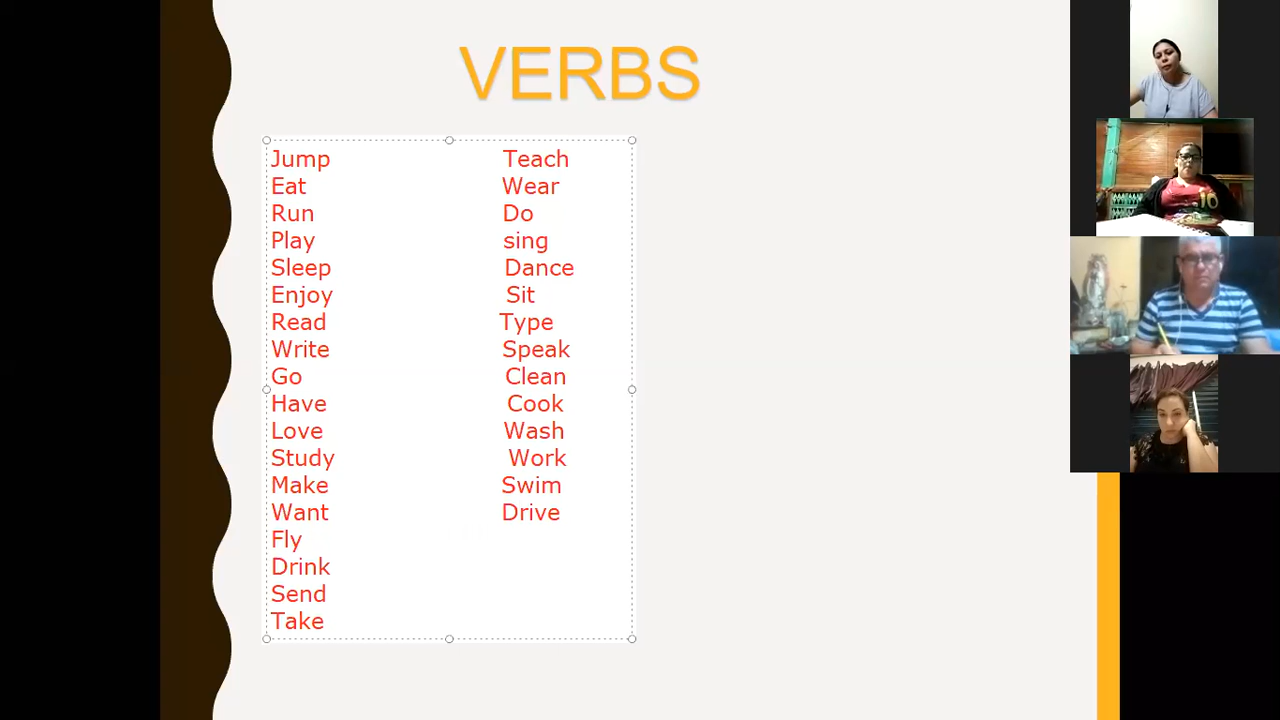 VERBS
Jump Teach
Eat Wear
Run Do
Play sing
Sleep Dance
Enjoy Sit
Read Type
Write Speak
Go Clean
Have Cook
Love Wash
Study Work
Make Swim
Want Drive
Fly
Drink
Send
Take
10